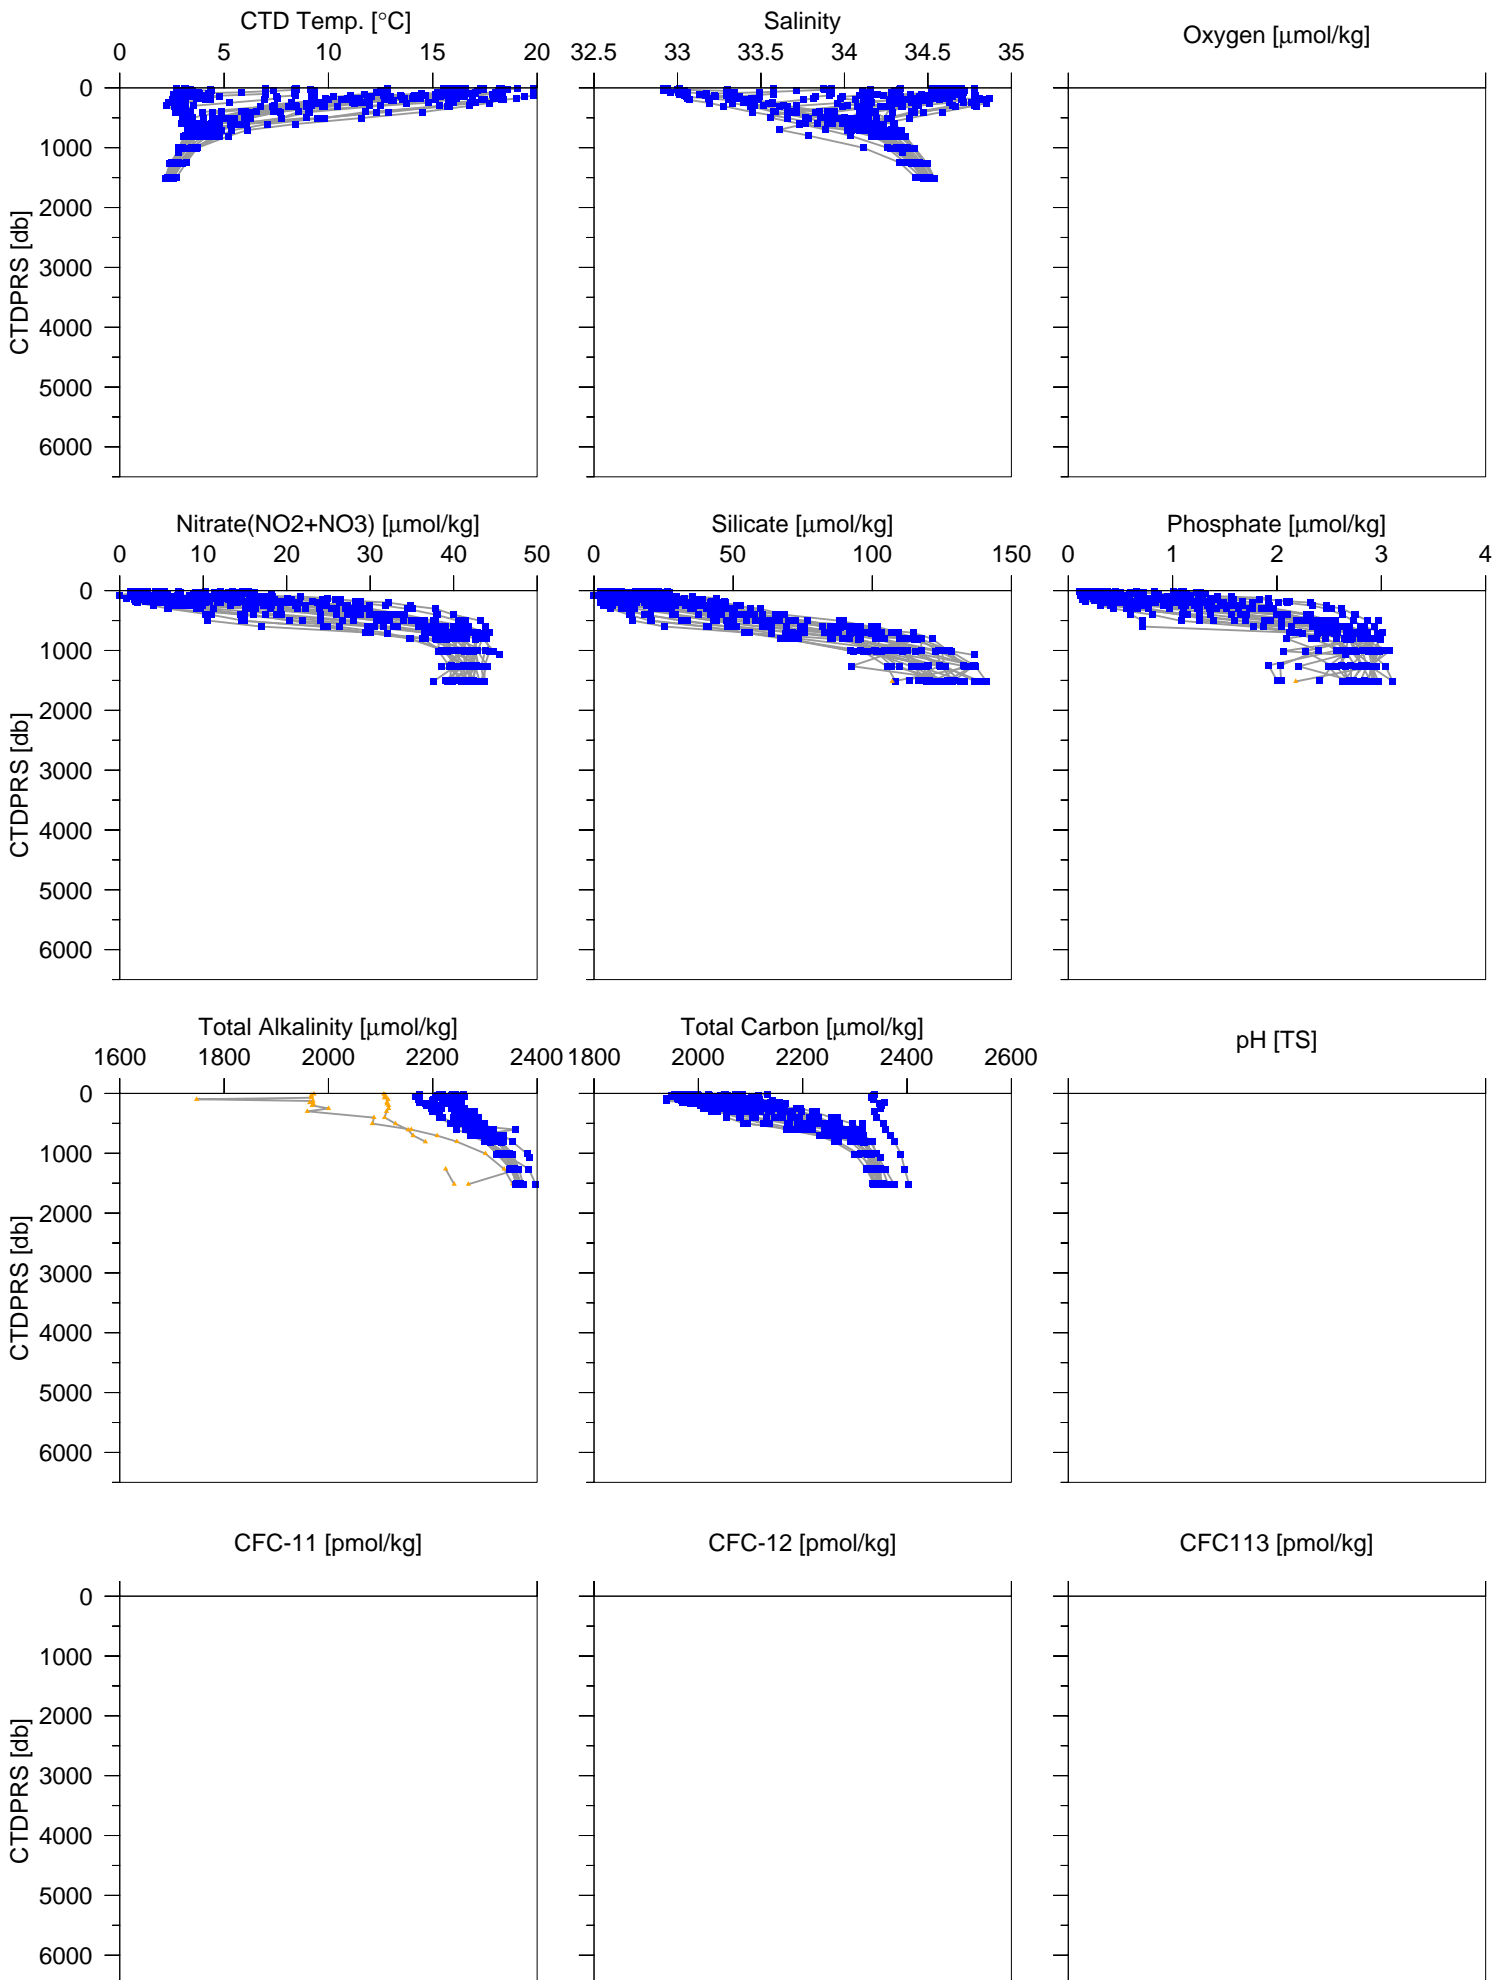 CTD Temp. [°C] Salinity Oxygen [μmol/kg]
0 5 10 15 20 32.5 33 33.5 34 34.5 35
0
1000
2000
3000
4000
5000
6000
CTDPRS [db]
Nitrate(NO2+NO3) [μmol/kg] Silicate [μmol/kg] Phosphate [μmol/kg]
0 10 20 30 40 50 0 50 100 150 0 1 2 3 4
0
1000
2000
3000
4000
5000
6000
CTDPRS [db]
Total Alkalinity [μmol/kg] Total Carbon [μmol/kg] pH [TS]
1600 1800 2000 2200 2400 1800 2000 2200 2400 2600
0
1000
2000
3000
4000
5000
6000
CTDPRS [db]
CFC-11 [pmol/kg] CFC-12 [pmol/kg] CFC113 [pmol/kg]
0
1000
2000
3000
4000
5000
6000
CTDPRS [db]